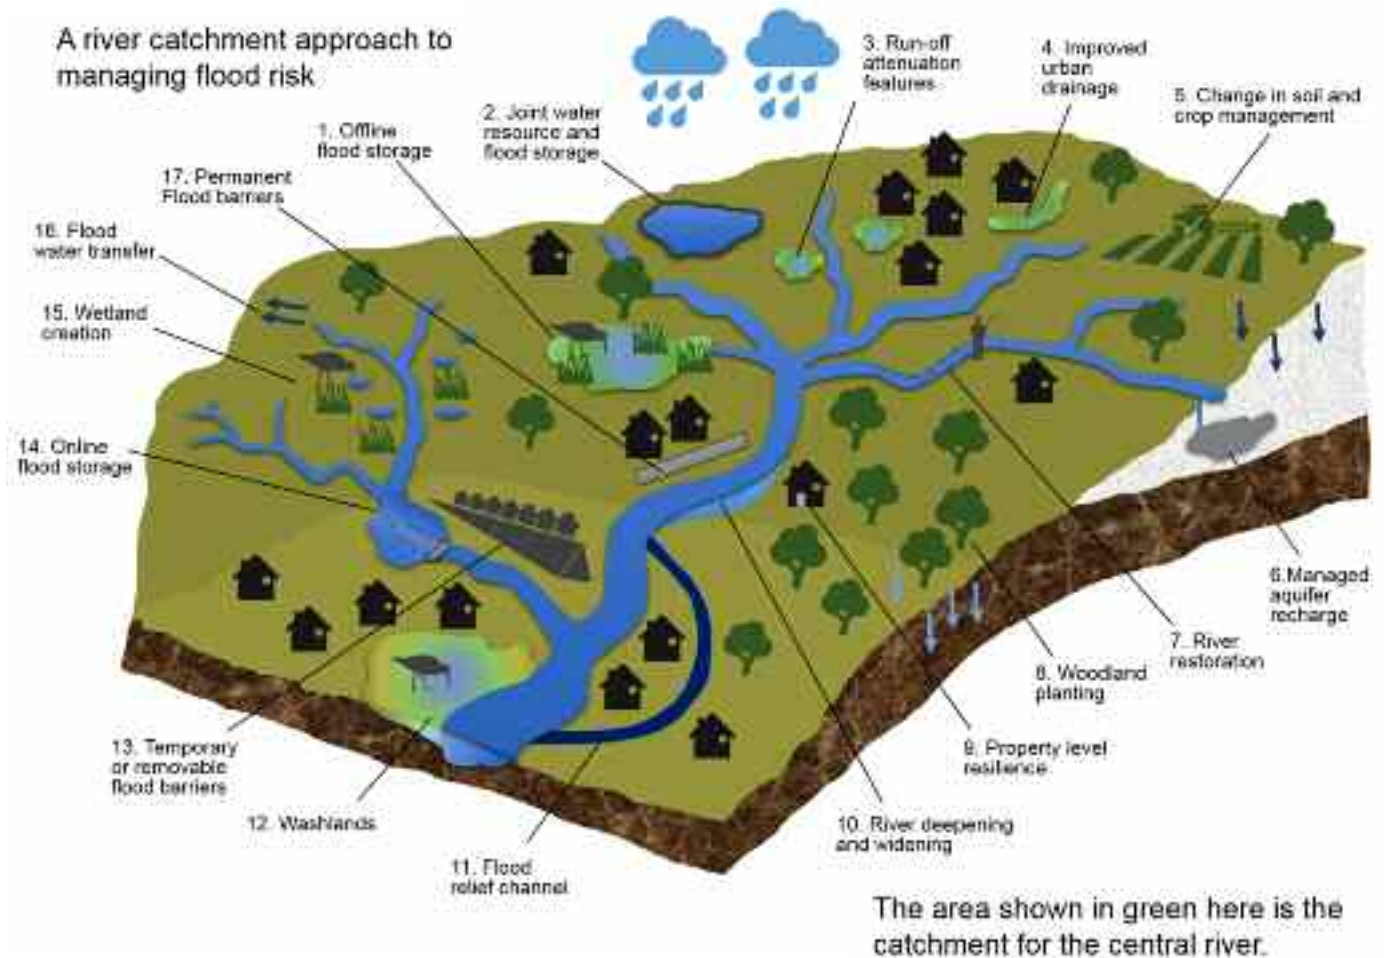 A river catchment approach to
managing flood risk
1. Offline
flood storage
2. Joint water
resource and
flood storage
3. Run-off
attenuation
features
4. Improved
urban
drainage
5. Change in soil and
crop management
6.Managed
aquifer
recharge
7. River
restoration
8. Woodland
planting
9. Property level
resilience
10. River deepening
and widening
11. Flood
relief channel
12. Washlands
13. Temporary
or removable
flood barriers
14. Online
flood storage
15. Wetland
creation
16. Flood
water transfer
17. Permanent
Flood barriers
The area shown in green here is the
catchment for the central river.